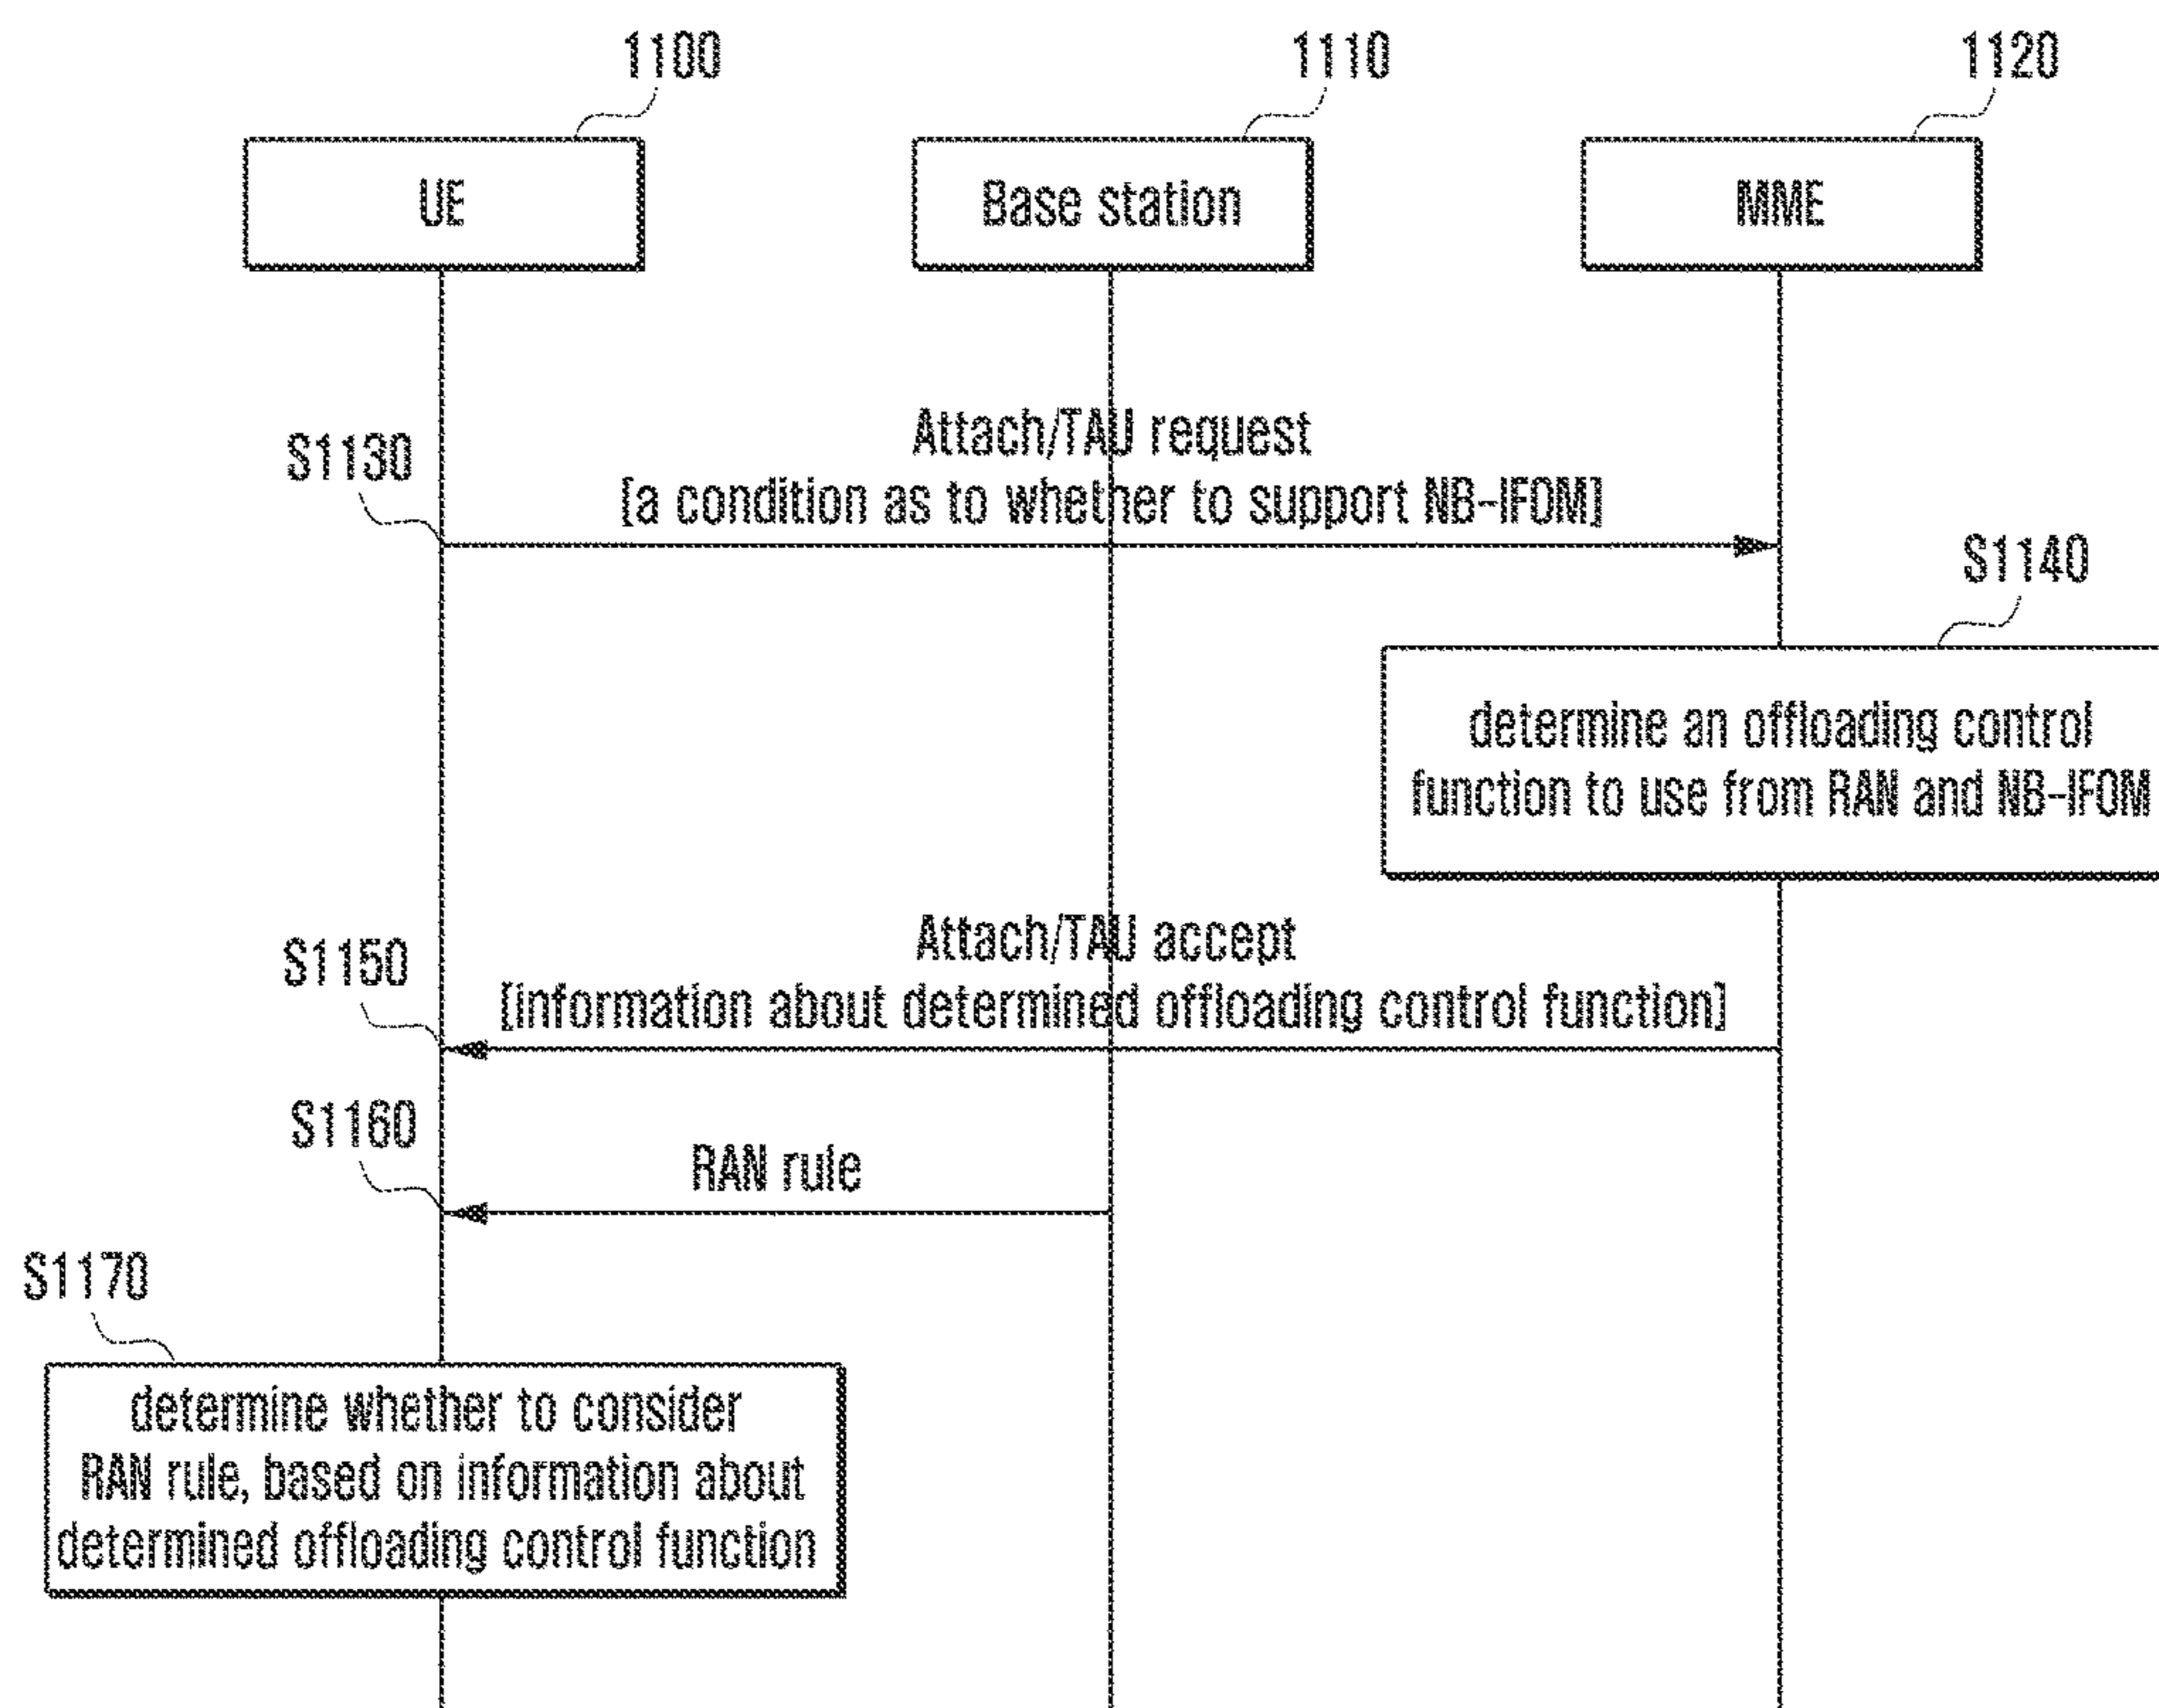 1100
1110
1120
UE
Base station
MME
Attach/TAU request
S1130
[a condition as to whether to support NB-IFOM]
S1140
determine an offloading control
function to use from RAN and NB-IFOM
Attach/TAU accept
S1150
[information about determined offloading control function]
S1160
RAN rule
S1170
determine whether to consider
RAN rule, based on information about
determined offloading control function